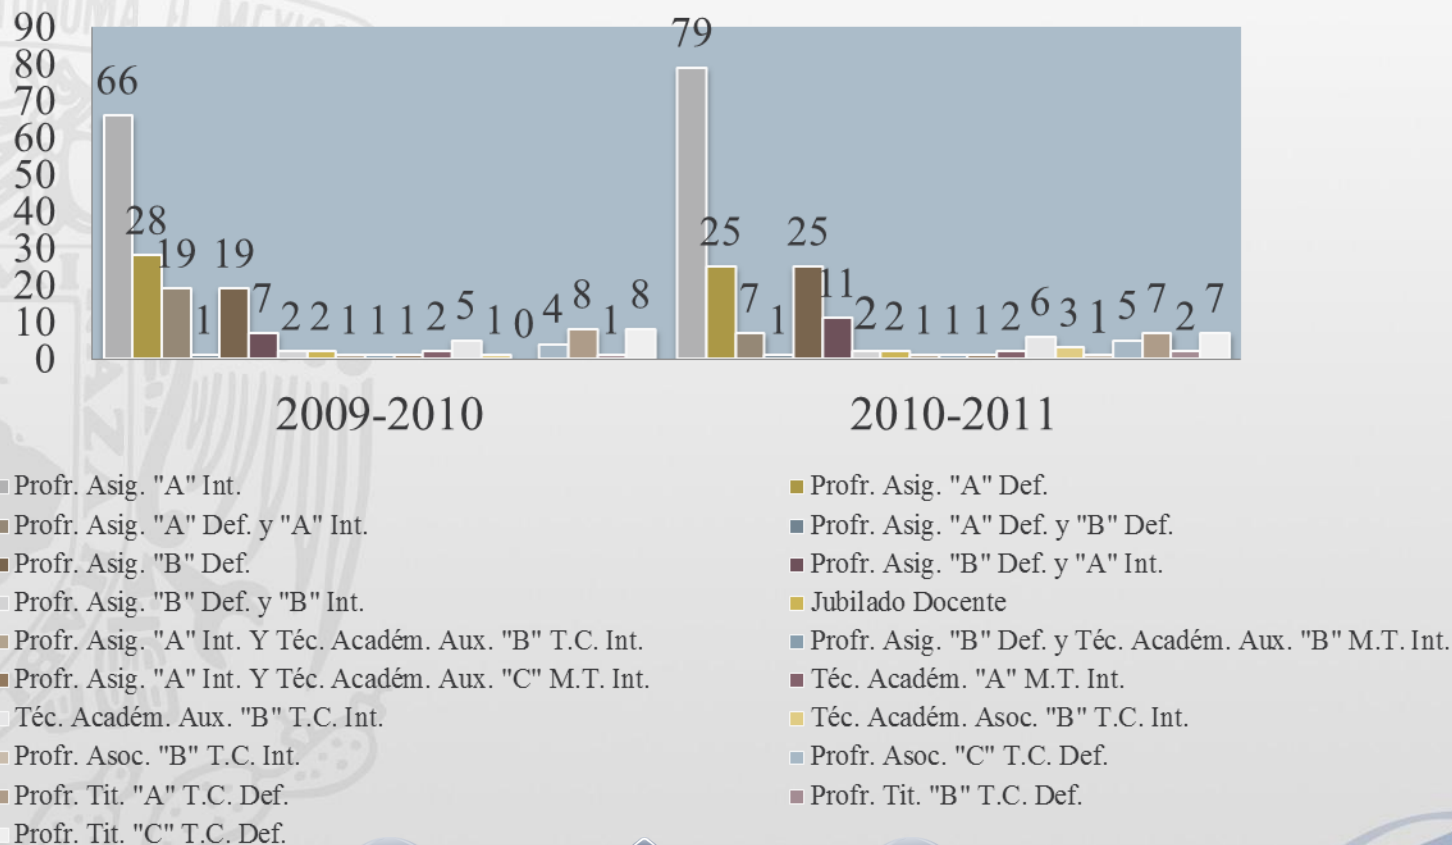 90
80
70
60
50
40
30
20
10
0
66 28 19 1 19 7 2 2 1 1 1 2 5 1 0 4 8 1 8
79 25 7 1 25 11 2 2 1 1 1 2 6 3 1 5 7 2 7
2009-2010 2010-2011
Profr. Asig. "A" Int.
Profr. Asig. "A" Def.
Profr. Asig. "A" Def. y "A" Int.
Profr. Asig. "A" Def. y "B" Def.
Profr. Asig. "B" Def.
Profr. Asig. "B" Def. y "A" Int.
Profr. Asig. "B" Def. y "B" Int.
Jubilado Docente
Profr. Asig. "A" Int. Y Téc. Académ. Aux. "B" T.C. Int.
Profr. Asig. "B" Def. y Téc. Académ. Aux. "B" M.T. Int.
Profr. Asig. "A" Int. Y Téc. Académ. Aux. "C" M.T. Int.
Téc. Académ. "A" M.T. Int.
Téc. Académ. Aux. "B" T.C. Int.
Téc. Académ. Asoc. "B" T.C. Int.
Profr. Asoc. "B" T.C. Int.
Profr. Asoc. "C" T.C. Def.
Profr. Tit. "A" T.C. Def.
Profr. Tit. "B" T.C. Def.
Profr. Tit. "C" T.C. Def.